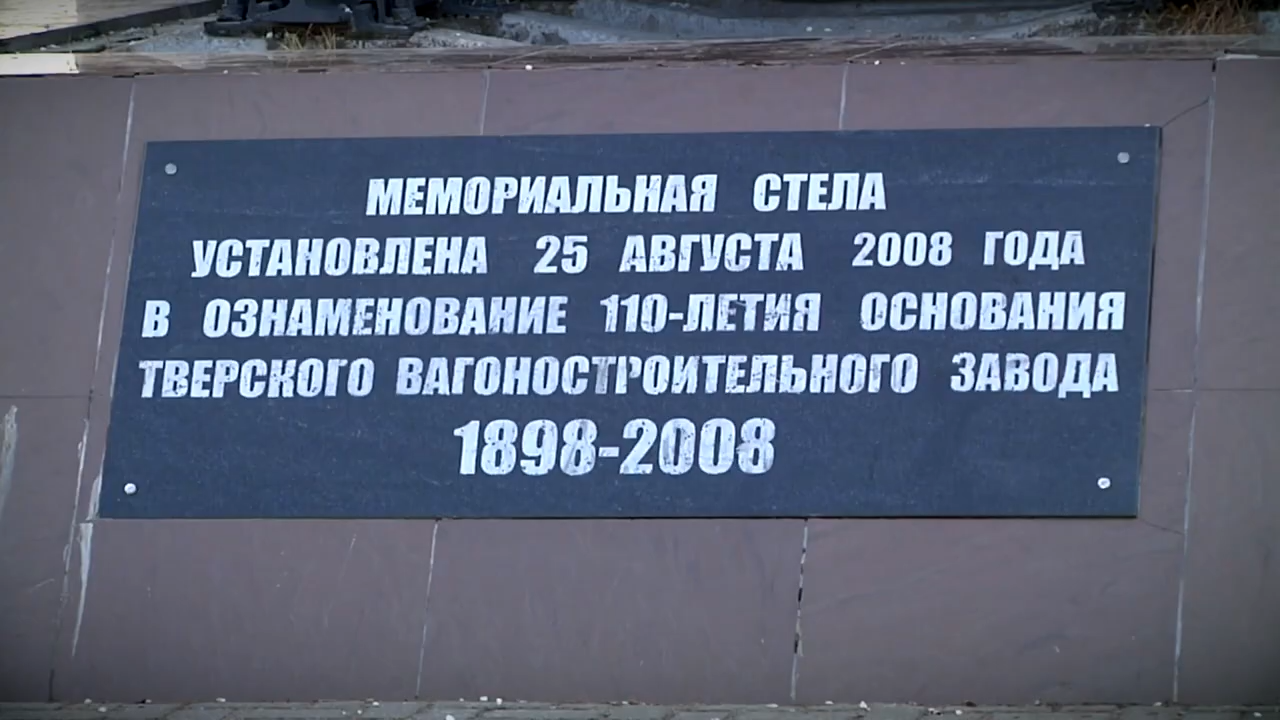 МЕМОРИАЛЬНАЯ СТЕЛА
УСТАНОВЛЕНА 25 АВГУСТА 2008 ГОДА
В ОЗНАМЕНОВАНИЕ 110-ЛЕТИЯ ОСНОВАНИЯ
ТВЕРСКОГО ВАГОНОСТРОИТЕЛЬНОГО ЗАВОДА
1898-2008